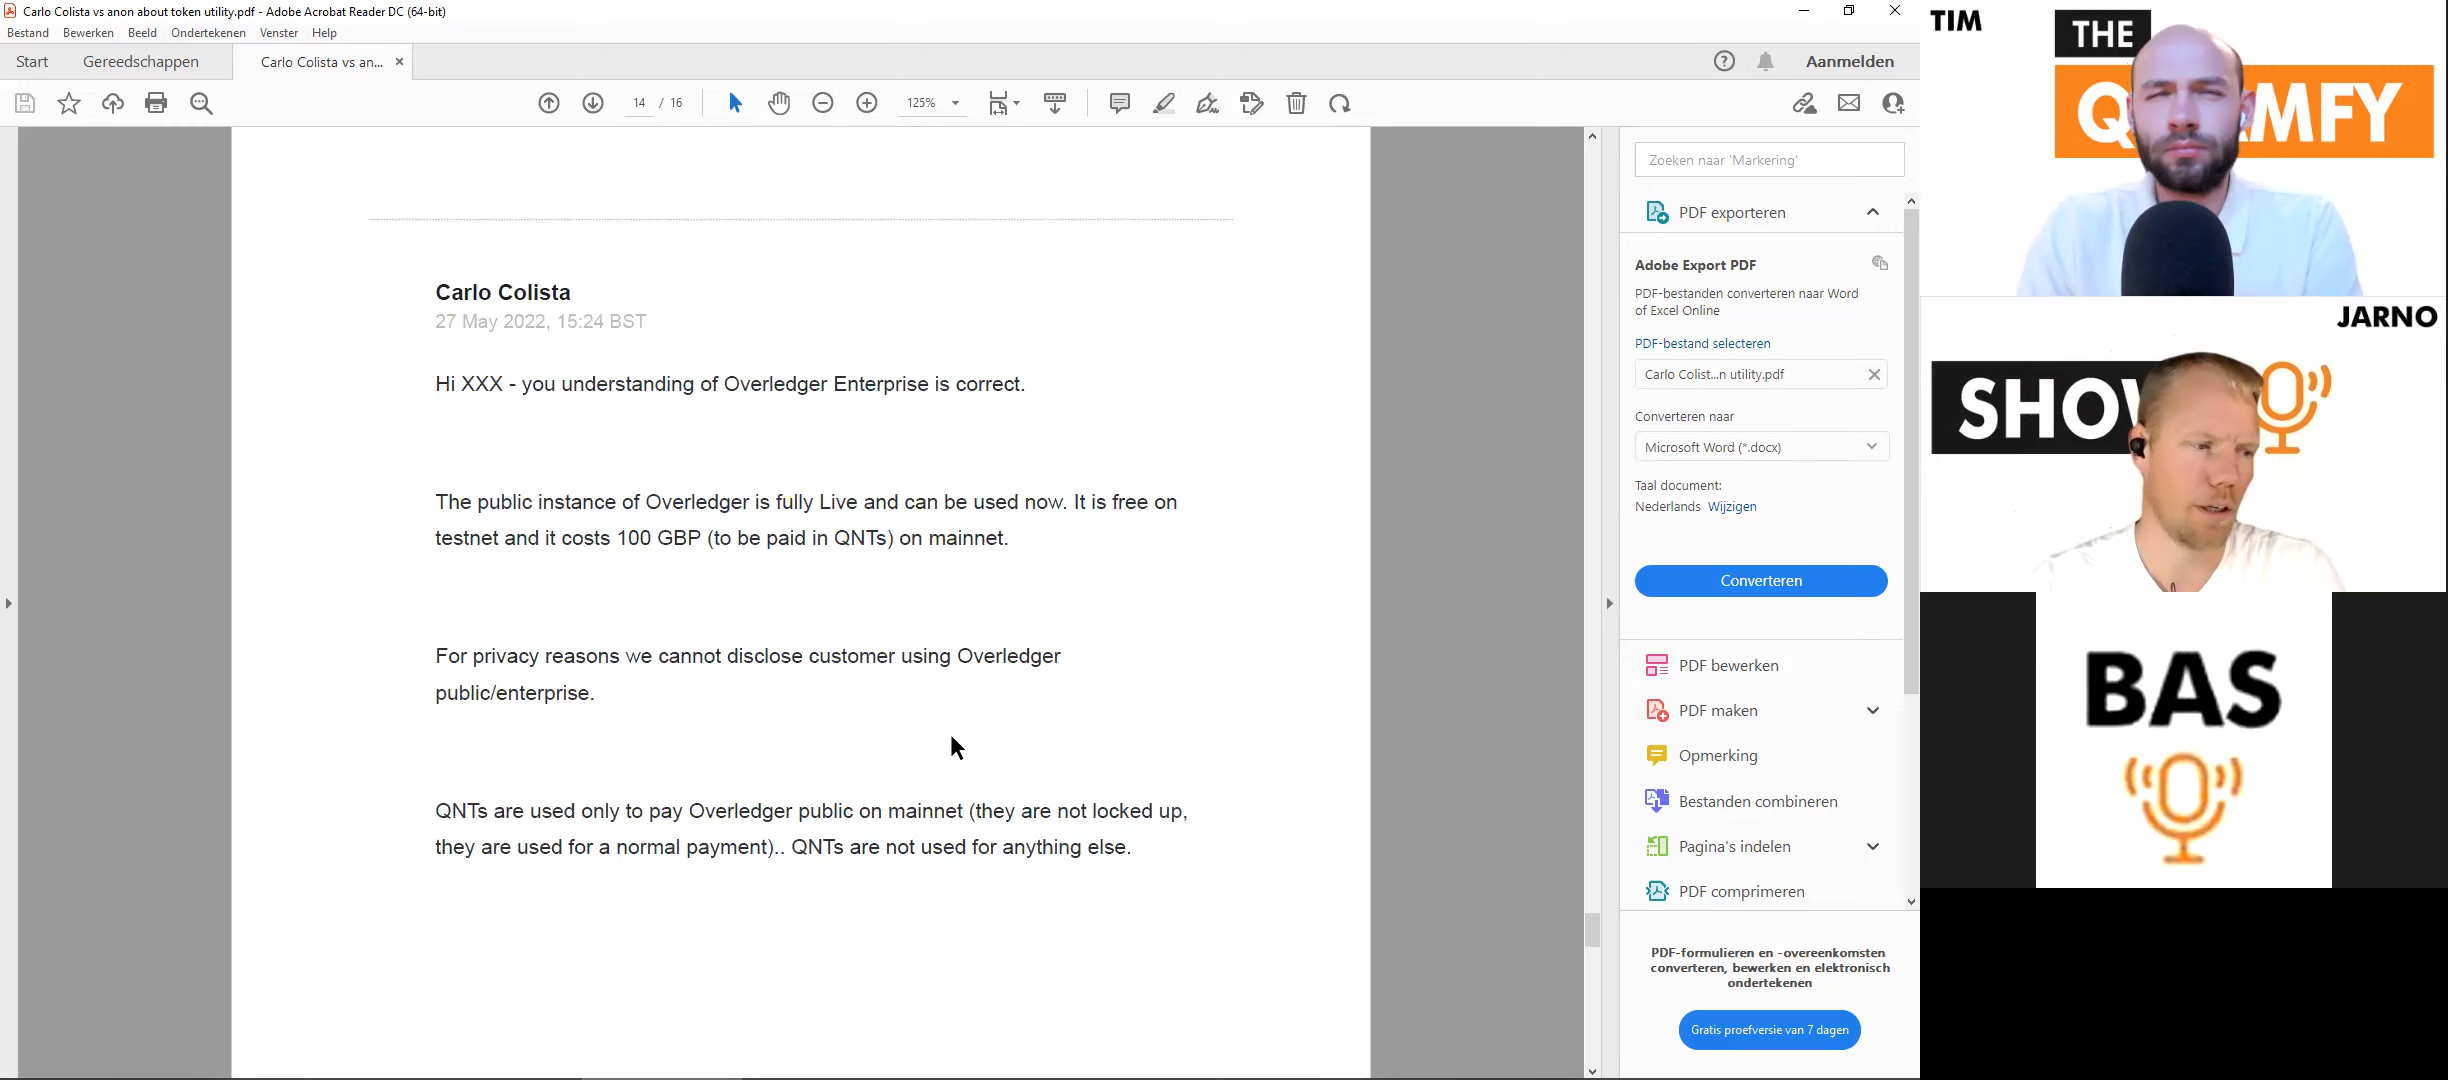 Carlo Colista vs anon about token utility.pdf - Adobe Acrobat Reader DC (64-bit)
Bestand Bewerken Beeld Ondertekenen Venster Help
Start Gereedschappen Carlo Colista vs an... Aanmelden
14 / 16 125%
Carlo Colista
27 May 2022, 15:24 BST
Hi XXX - you understanding of Overledger Enterprise is correct.
The public instance of Overledger is fully Live and can be used now. It is free on
testnet and it costs 100 GBP (to be paid in QNTs) on mainnet.
For privacy reasons we cannot disclose customer using Overledger
public/enterprise.
QNTs are used only to pay Overledger public on mainnet (they are not locked up,
they are used for a normal payment).. QNTs are not used for anything else.
Zoeken naar 'Markering'
PDF exporteren
Adobe Export PDF
PDF-bestanden converteren naar Word
of Excel Online
PDF-bestand selecteren
Carlo Colist...n utility.pdf
Converteren naar
Microsoft Word (*.docx)
Taal document:
Nederlands Wijzigen
Converteren
PDF bewerken
PDF maken
Opmerking
Bestanden combineren
Pagina's indelen
PDF comprimeren
PDF-formulieren en -overeenkomsten
converteren, bewerken en elektronisch
ondertekenen
Gratis proefversie van 7 dagen
TIM
THE
JARNO
BAS